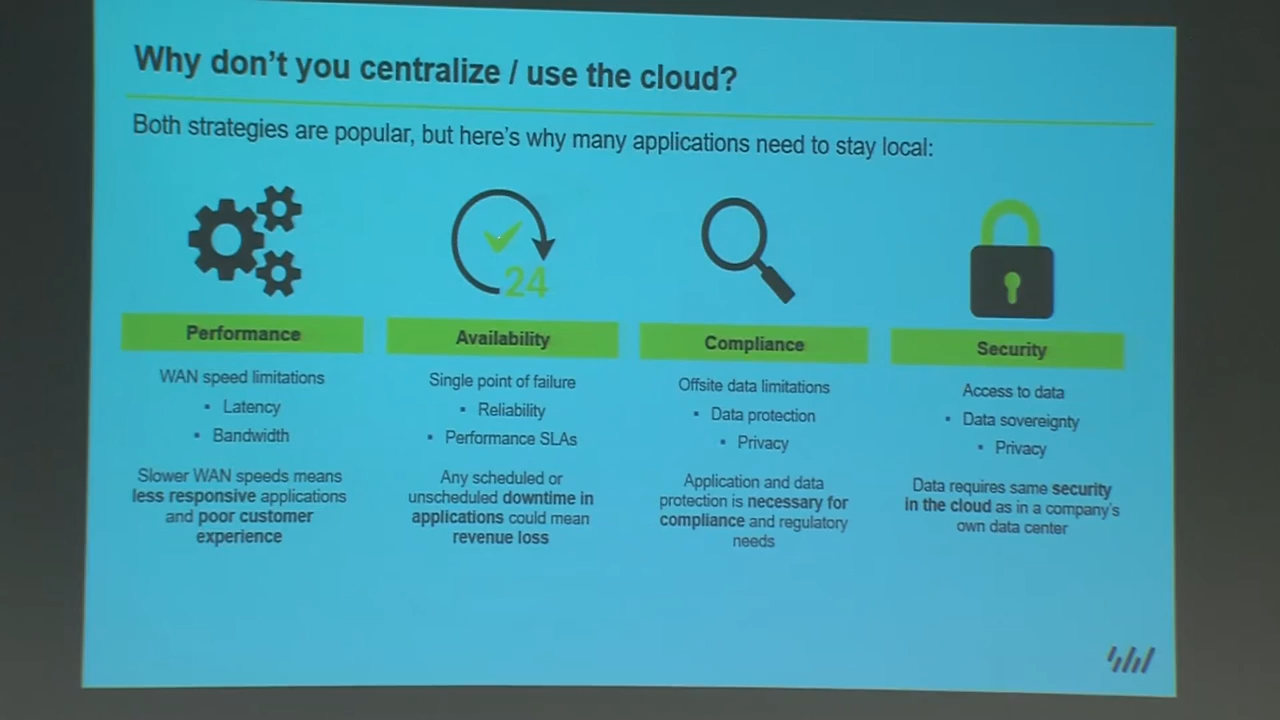 Why don't you centralize / use the cloud?
Both strategies are popular, but here's why many applications need to stay local:
24
Performance
WAN speed limitations
▪ Latency
▪ Bandwidth
Slower WAN speeds means
less responsive applications
and poor customer
experience
Availability
Single point of failure
▪ Reliability
▪ Performance SLAs
Any scheduled or
unscheduled downtime in
applications could mean
revenue loss
Compliance
Offsite data limitations
▪ Data protection
▪ Privacy
Application and data
protection is necessary for
compliance and regulatory
needs
Security
Access to data
▪ Data sovereignty
▪ Privacy
Data requires same security
in the cloud as in a company's
own data center